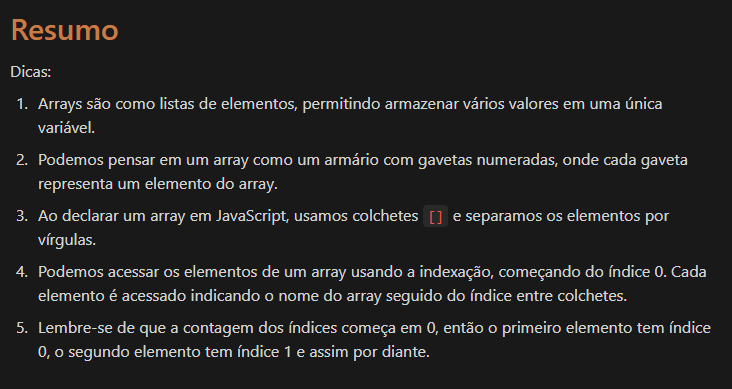 Resumo
Dicas:
1. Arrays são como listas de elementos, permitindo armazenar vários valores em uma única
variável.
2. Podemos pensar em um array como um armário com gavetas numeradas, onde cada gaveta
representa um elemento do array.
3. Ao declarar um array em JavaScript, usamos colchetes [] e separamos os elementos por
vírgulas.
4. Podemos acessar os elementos de um array usando a indexação, começando do índice 0. Cada
elemento é acessado indicando o nome do array seguido do índice entre colchetes.
5. Lembre-se de que a contagem dos índices começa em 0, então o primeiro elemento tem índice
0, o segundo elemento tem índice 1 e assim por diante.